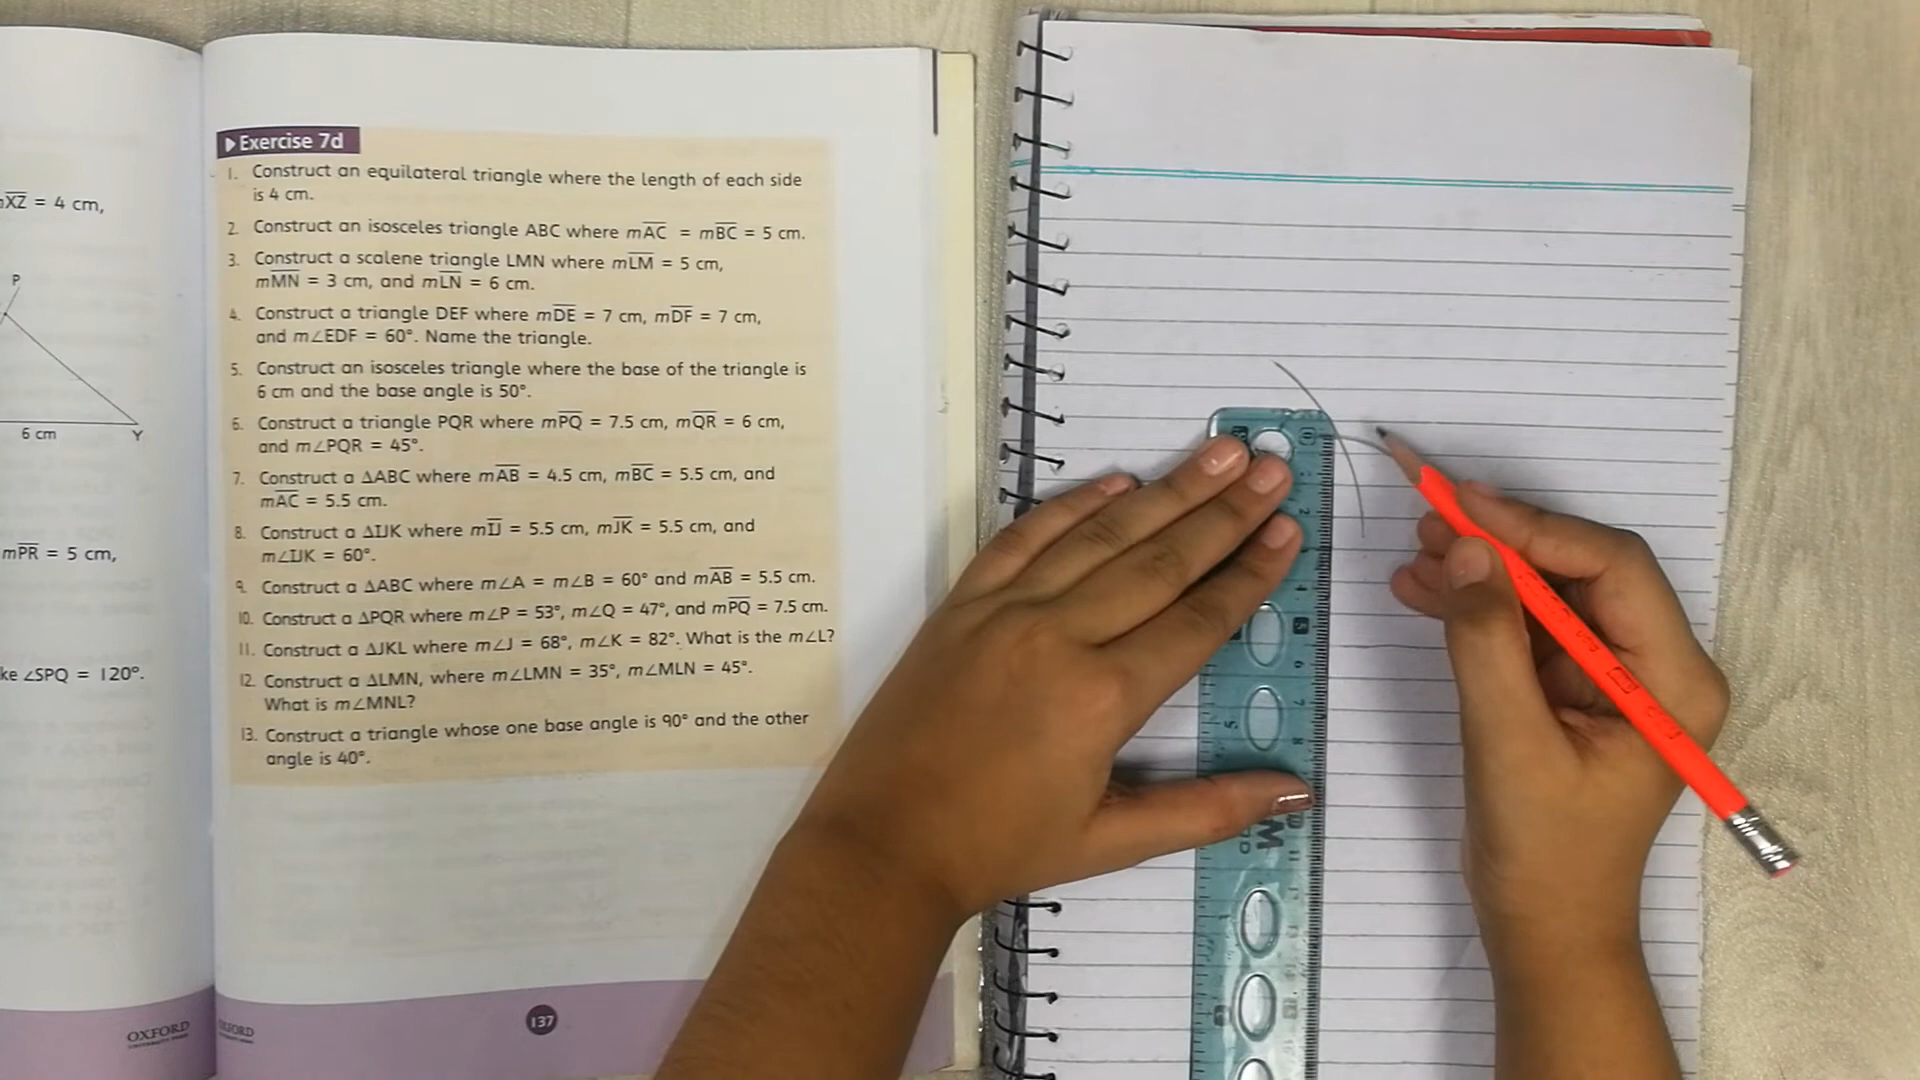 XZ = 4 cm,
P
6 cm
Y
mPR = 5 cm,
ke ∠SPQ = 120°.
OXFORD
Exercise 7d
1. Construct an equilateral triangle where the length of each side
is 4 cm.
2. Construct an isosceles triangle ABC where mAC = mBC = 5 cm.
3. Construct a scalene triangle LMN where mLM = 5 cm,
mMN = 3 cm, and mLN = 6 cm.
4. Construct a triangle DEF where mDE = 7 cm, mDF = 7 cm,
and m∠EDF = 60°. Name the triangle.
5. Construct an isosceles triangle where the base of the triangle is
6 cm and the base angle is 50°.
6. Construct a triangle PQR where mPQ = 7.5 cm, mQR = 6 cm,
and m∠PQR = 45°.
7. Construct a ΔABC where mAB = 4.5 cm, mBC = 5.5 cm, and
mAC = 5.5 cm.
8. Construct a ΔIJK where mIJ = 5.5 cm, mJK = 5.5 cm, and
m∠IJK = 60°.
9. Construct a ΔABC where m∠A = m∠B = 60° and mAB = 5.5 cm.
10. Construct a ΔPQR where m∠P = 53°, m∠Q = 47°, and mPQ = 7.5 cm.
11. Construct a ΔJKL where m∠J = 68°, m∠K = 82°. What is the m∠L?
12. Construct a ΔLMN, where m∠LMN = 35°, m∠MLN = 45°.
What is m∠MNL?
13. Construct a triangle whose one base angle is 90° and the other
angle is 40°.
137
0
2
4
5
6
7
8